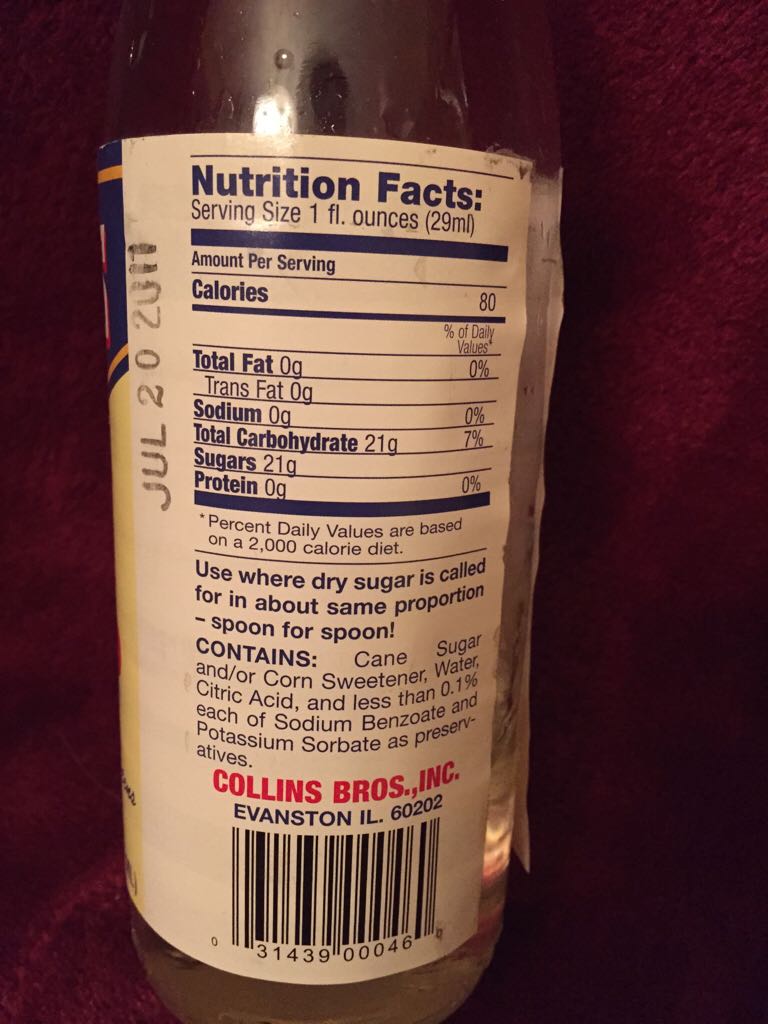 Nutrition Facts:
Serving Size 1 fl. ounces (29ml)
Amount Per Serving
Calories 80
% of Daily
Values*
Total Fat 0g 0%
Trans Fat 0g
Sodium 0g 0%
Total Carbohydrate 21g 7%
Sugars 21g
Protein 0g 0%
*Percent Daily Values are based
on a 2,000 calorie diet.
Use where dry sugar is called
for in about same proportion
– spoon for spoon!
CONTAINS: Cane Sugar
and/or Corn Sweetener, Water,
Citric Acid, and less than 0.1%
each of Sodium Benzoate and
Potassium Sorbate as preserv-
atives.
COLLINS BROS.,INC.
EVANSTON IL. 60202
0 31439 00046 0
JUL 20 2011